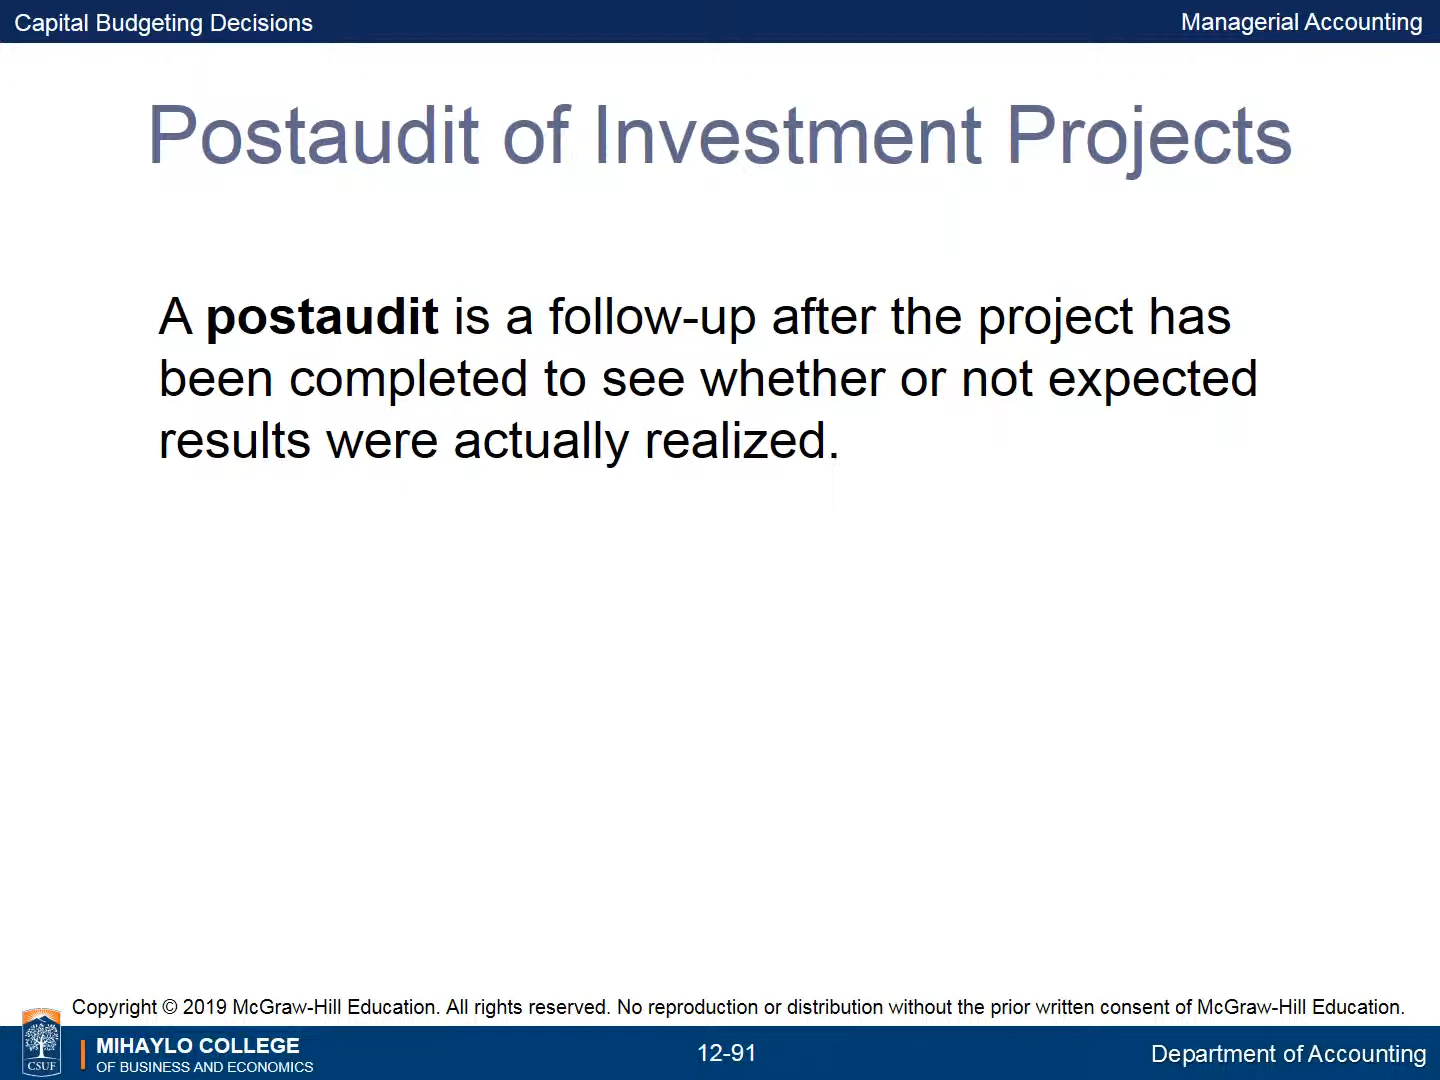 Capital Budgeting Decisions
Managerial Accounting
Postaudit of Investment Projects
A postaudit is a follow-up after the project has
been completed to see whether or not expected
results were actually realized.
Copyright © 2019 McGraw-Hill Education. All rights reserved. No reproduction or distribution without the prior written consent of McGraw-Hill Education.
CSUF
MIHAYLO COLLEGE
OF BUSINESS AND ECONOMICS
12-91
Department of Accounting